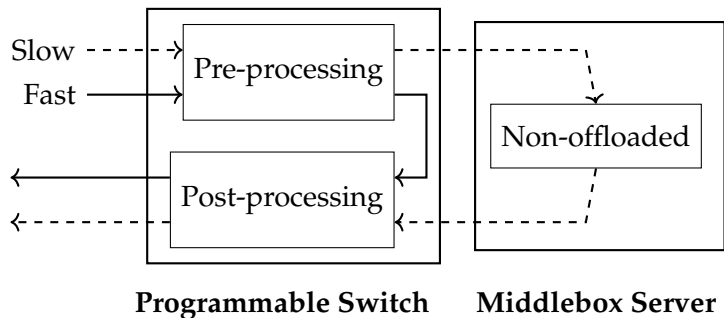 Slow
Pre-processing
Fast
Non-offloaded
Post-processing
Programmable Switch
Middlebox Server